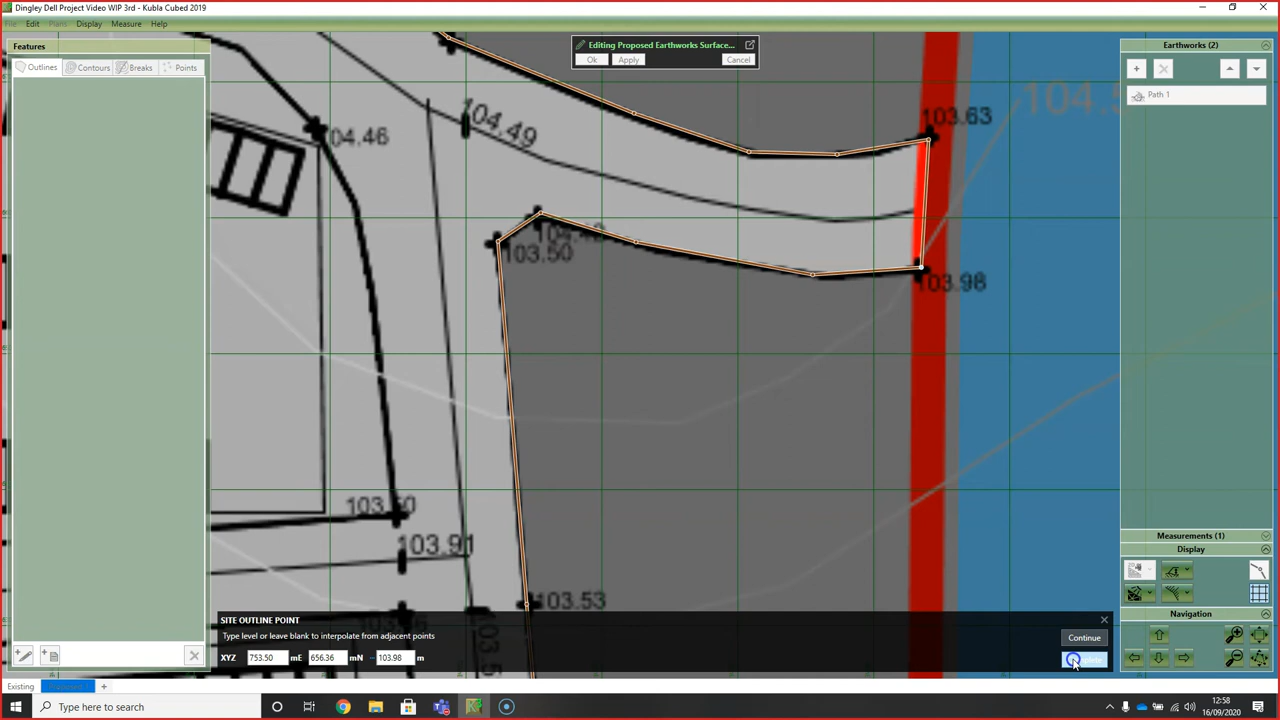 Dingley Dell Project Video WIP 3rd - Kubla Cubed 2019
File Edit Plans Display Measure Help
Features
Outlines Contours Breaks Points
Editing Proposed Earthworks Surface...
Ok Apply Cancel
Earthworks (2)
Path 1
104.49
04.46
103.63
103.50
103.98
103.53
103.91
SITE OUTLINE POINT
Type level or leave blank to interpolate from adjacent points
XYZ 753.50 mE 656.36 mN 103.98 m
Continue
Measurements (1)
Display
Navigation
Existing
Type here to search
12:58
16/09/2020